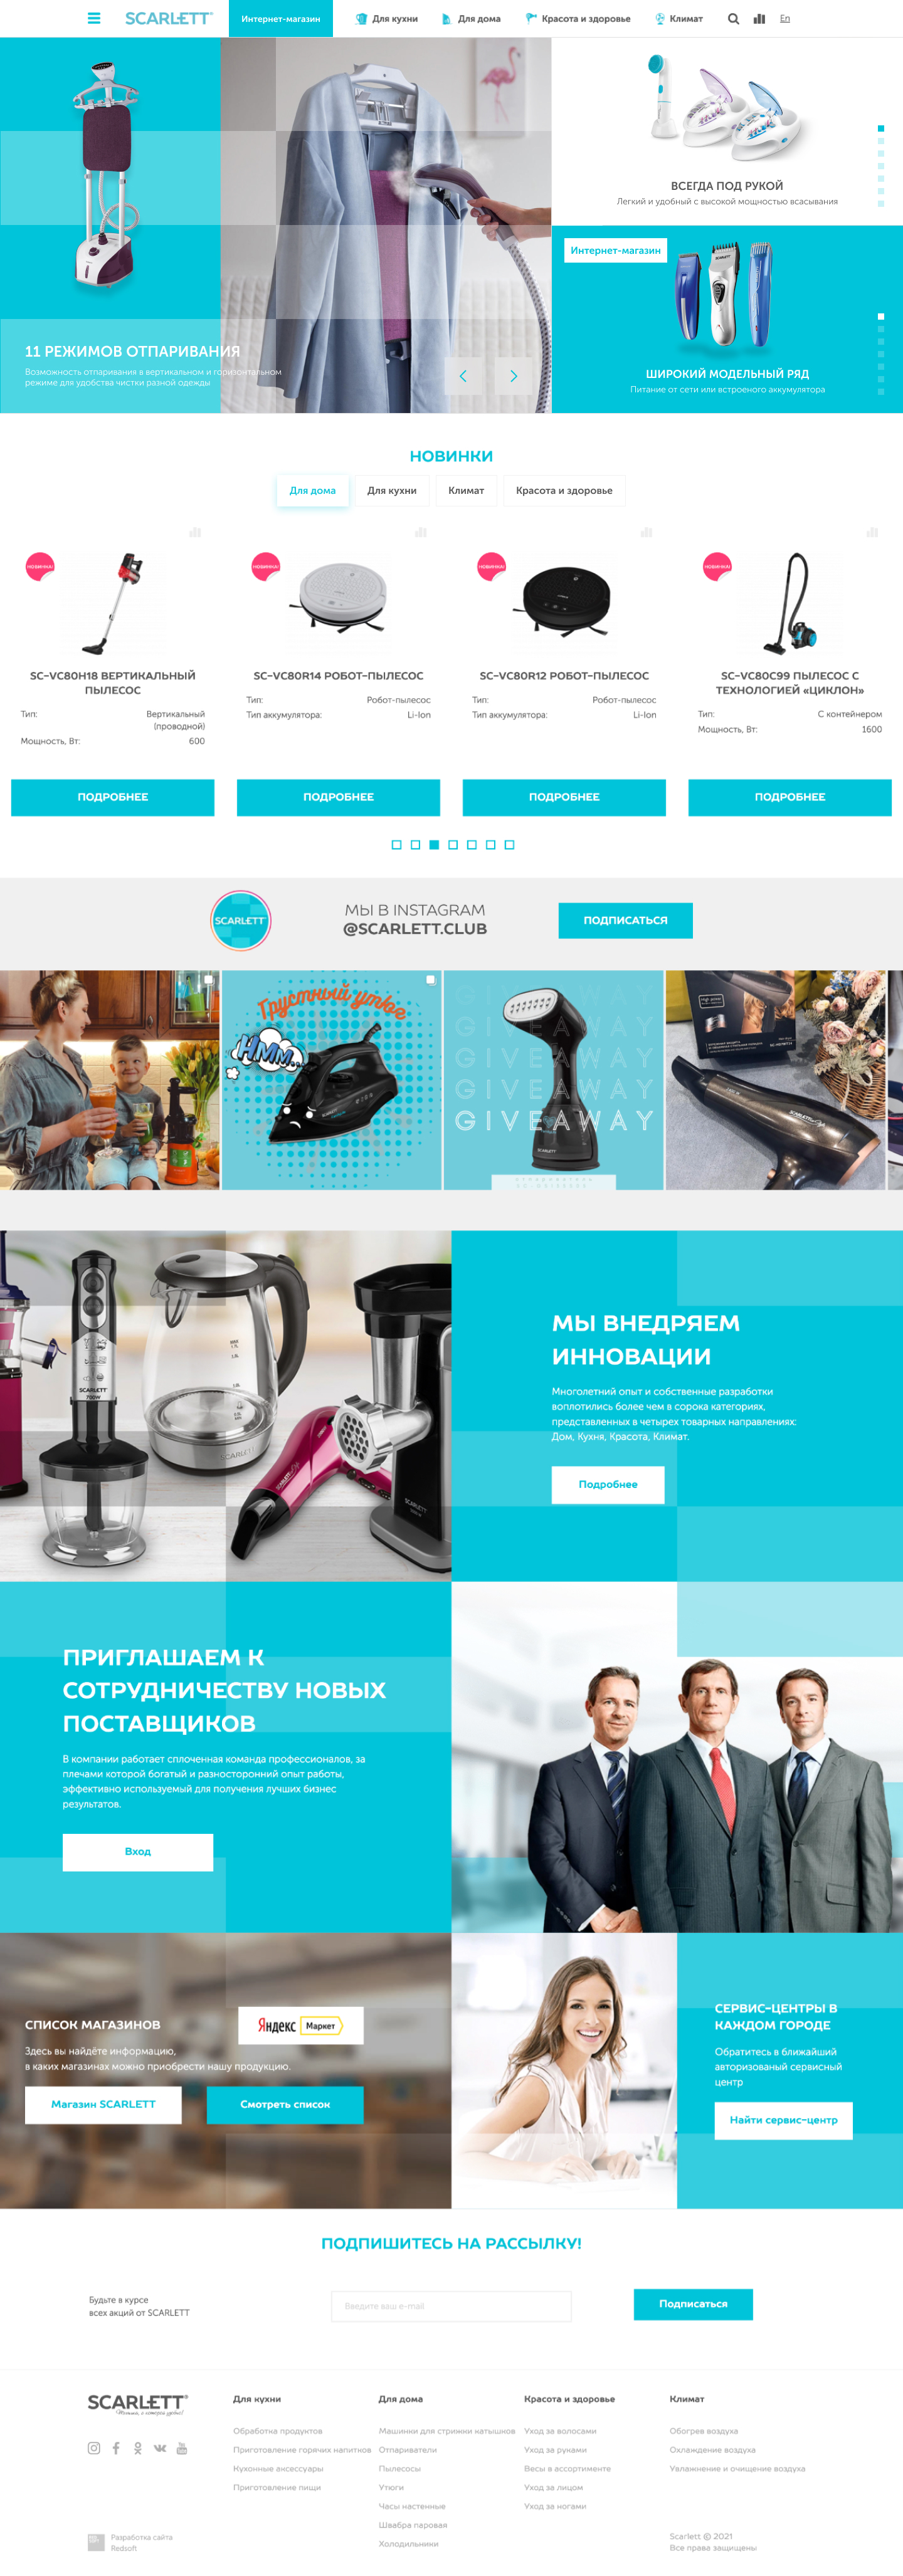 SCARLETT®
Интернет-магазин
Для кухни
Для дома
Красота и здоровье
Климат
En
11 РЕЖИМОВ ОТПАРИВАНИЯ
Возможность отпаривания в вертикальном и горизонтальном
режиме для удобства чистки разной одежды
ВСЕГДА ПОД РУКОЙ
Легкий и удобный с высокой мощностью всасывания
Интернет-магазин
ШИРОКИЙ МОДЕЛЬНЫЙ РЯД
Питание от сети или встроеного аккумулятора
НОВИНКИ
Для дома
Для кухни
Климат
Красота и здоровье
НОВИНКА!
SC-VC80H18 ВЕРТИКАЛЬНЫЙ
ПЫЛЕСОС
Тип: Вертикальный
(проводной)
Мощность, Вт: 600
ПОДРОБНЕЕ
НОВИНКА!
SC-VC80R14 РОБОТ-ПЫЛЕСОС
Тип: Робот-пылесос
Тип аккумулятора: Li-Ion
ПОДРОБНЕЕ
НОВИНКА!
SC-VC80R12 РОБОТ-ПЫЛЕСОС
Тип: Робот-пылесос
Тип аккумулятора: Li-Ion
ПОДРОБНЕЕ
НОВИНКА!
SC-VC80C99 ПЫЛЕСОС С
ТЕХНОЛОГИЕЙ «ЦИКЛОН»
Тип: С контейнером
Мощность, Вт: 1600
ПОДРОБНЕЕ
SCARLETT
МЫ В INSTAGRAM
@SCARLETT.CLUB
ПОДПИСАТЬСЯ
Грустный утюг
НММ...
GIVEAWAY
GIVEAWAY
GIVEAWAY
GIVEAWAY
GIVEAWAY
SCARLETT
SCARLETT
SCARLETT
700W
SCARLETT
SCARLETT
SCARLETT
МЫ ВНЕДРЯЕМ
ИННОВАЦИИ
Многолетний опыт и собственные разработки
воплотились более чем в сорока категориях,
представленных в четырех товарных направлениях:
Дом, Кухня, Красота, Климат.
Подробнее
ПРИГЛАШАЕМ К
СОТРУДНИЧЕСТВУ НОВЫХ
ПОСТАВЩИКОВ
В компании работает сплоченная команда профессионалов, за
плечами которой богатый и разносторонний опыт работы,
эффективно используемый для получения лучших бизнес
результатов.
Вход
СПИСОК МАГАЗИНОВ
Яндекс Маркет
Здесь вы найдёте информацию,
в каких магазинах можно приобрести нашу продукцию.
Магазин SCARLETT
Смотреть список
СЕРВИС-ЦЕНТРЫ В
КАЖДОМ ГОРОДЕ
Обратитесь в ближайший
авторизованый сервисный
центр
Найти сервис-центр
ПОДПИШИТЕСЬ НА РАССЫЛКУ!
Будьте в курсе
всех акций от SCARLETT
Введите ваш e-mail
Подписаться
SCARLETT®
Для кухни
Обработка продуктов
Приготовление горячих напитков
Кухонные аксессуары
Приготовление пищи
Для дома
Машинки для стрижки катышков
Отпариватели
Пылесосы
Утюги
Часы настенные
Швабра паровая
Холодильники
Красота и здоровье
Уход за волосами
Уход за руками
Весы в ассортименте
Уход за лицом
Уход за ногами
Климат
Обогрев воздуха
Охлаждение воздуха
Увлажнение и очищение воздуха
Разработка сайта
Redsoft
Scarlett © 2021
Все права защищены